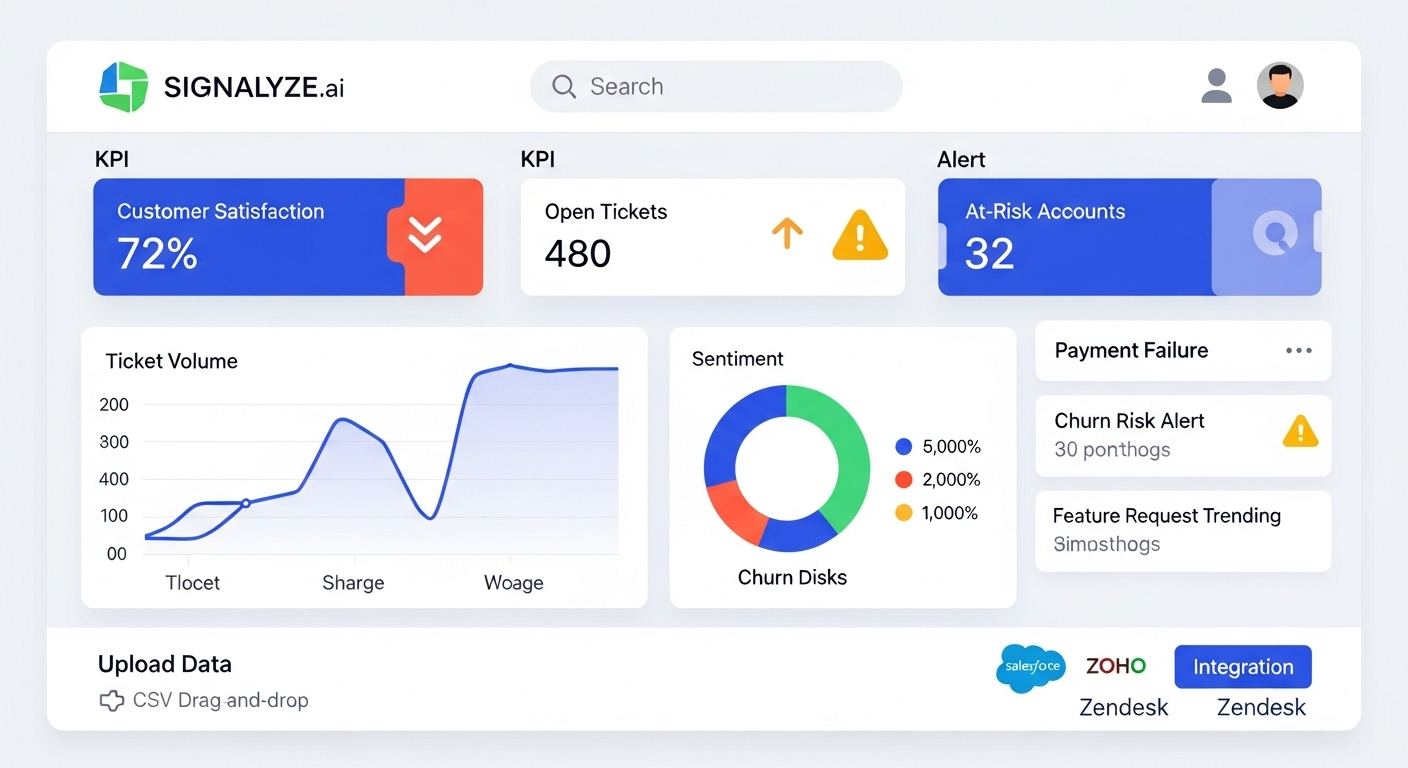 SIGNALYZE.ai
Search
KPI
Customer Satisfaction
72%
KPI
Open Tickets
480
Alert
At-Risk Accounts
32
Ticket Volume
200
300
400
100
00
Tlocet
Sharge
Woage
Sentiment
5,000%
2,000%
1,000%
Churn Disks
Payment Failure
Churn Risk Alert
30 ponthogs
Feature Request Trending
3imosthogs
Upload Data
CSV Drag-and-drop
salesfoce
ZOHO
Integration
Zendesk
Zendesk